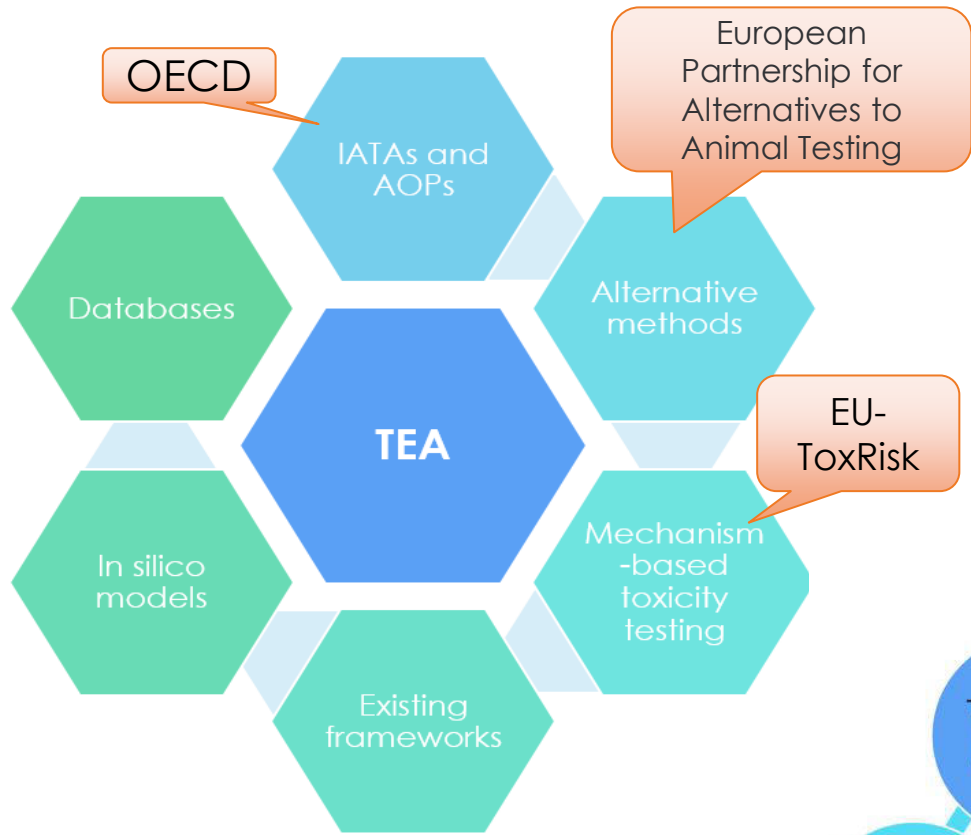 OECD
European
Partnership for
Alternatives to
Animal Testing
IATAs and
AOPs
Databases
Alternative
methods
TEA
EU-
ToxRisk
In silico
models
Mechanism
-based
toxicity
testing
Existing
frameworks